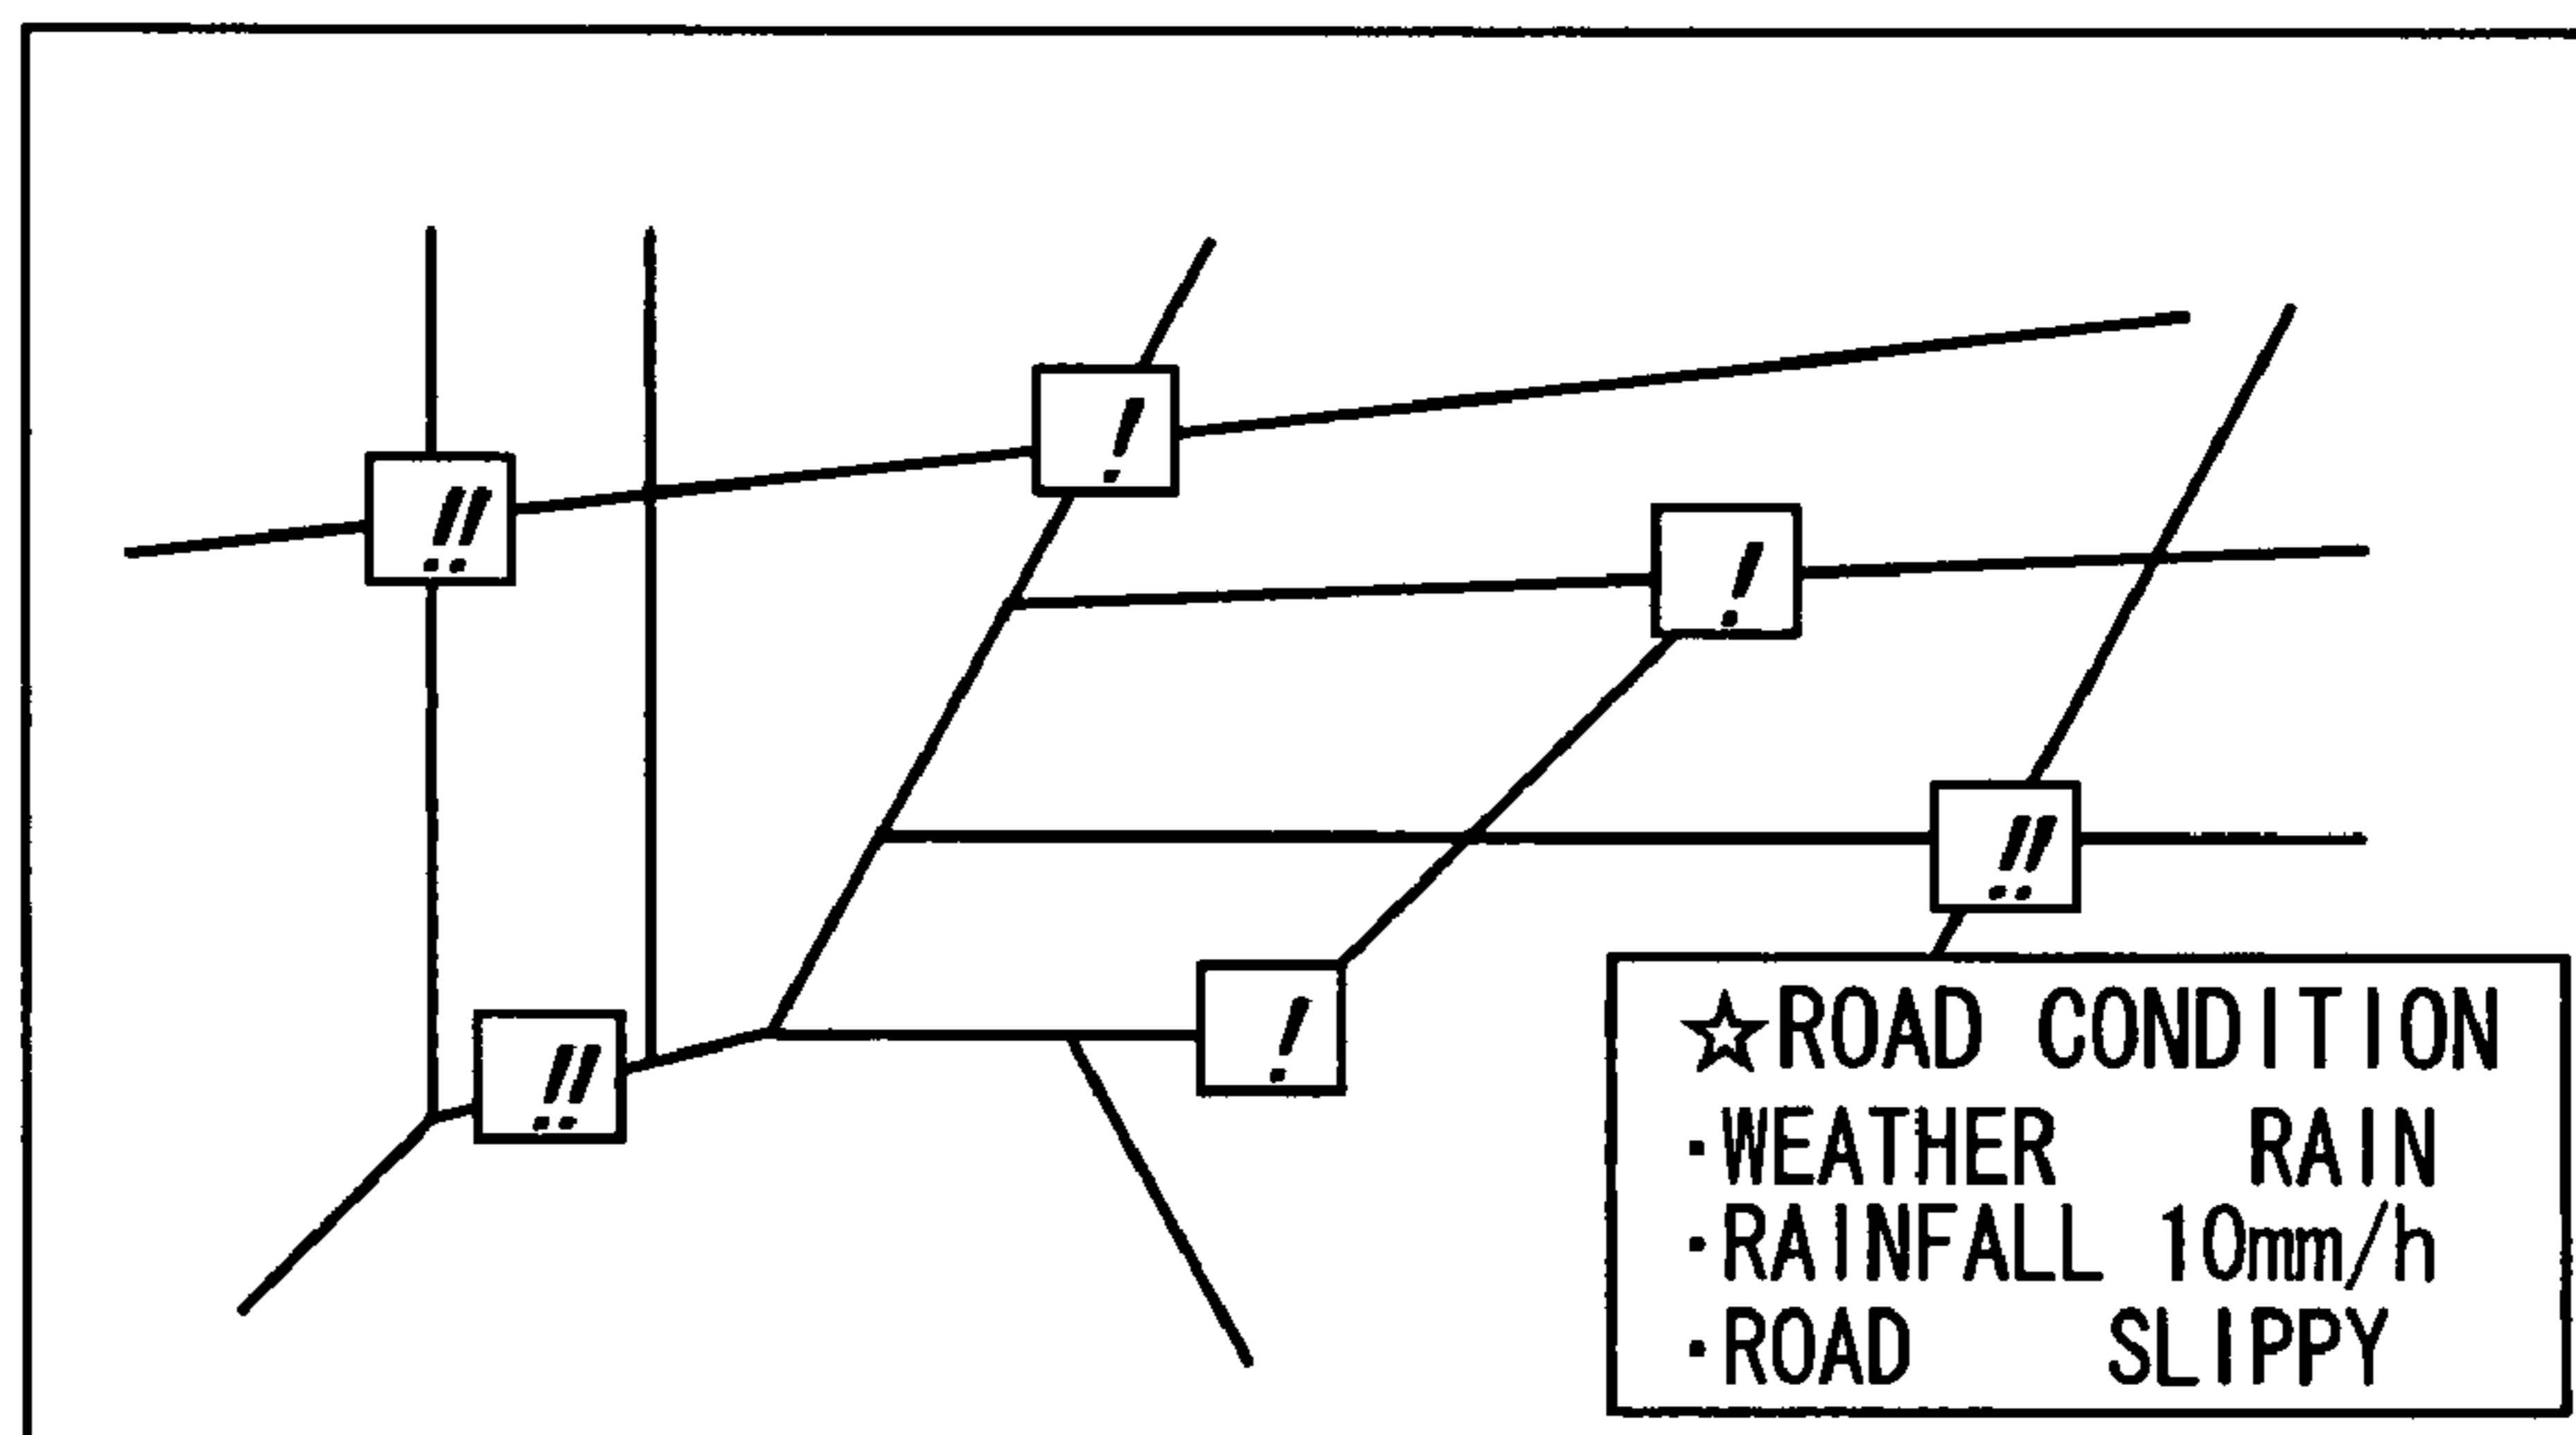 !
!!
!
!!
!
!!
☆ROAD CONDITION
・WEATHER RAIN
・RAINFALL 10mm/h
・ROAD SLIPPY